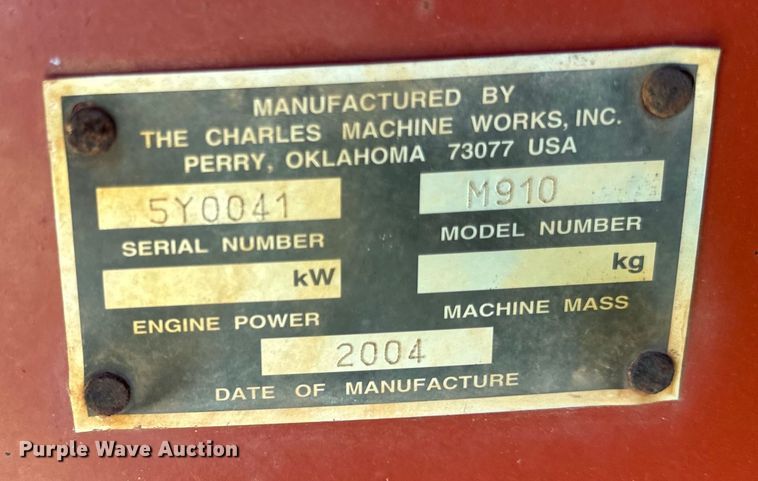 MANUFACTURED BY
THE CHARLES MACHINE WORKS, INC.
PERRY, OKLAHOMA 73077 USA
5Y0041
SERIAL NUMBER
M910
MODEL NUMBER
kW
ENGINE POWER
kg
MACHINE MASS
2004
DATE OF MANUFACTURE
Purple Wave Auction